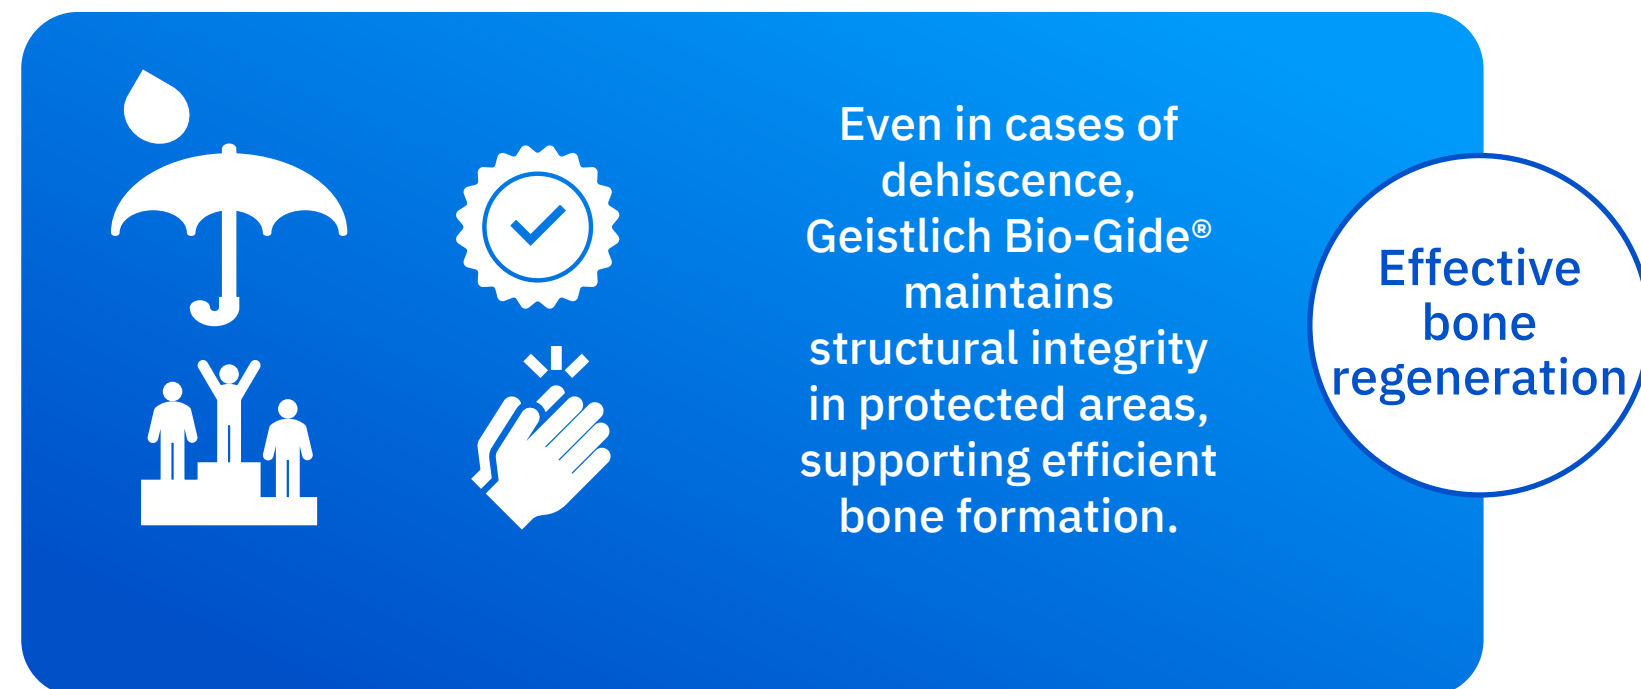 Even in cases of
dehiscence,
Geistlich Bio-Gide®
maintains
structural integrity
in protected areas,
supporting efficient
bone formation.
Effective
bone
regeneration